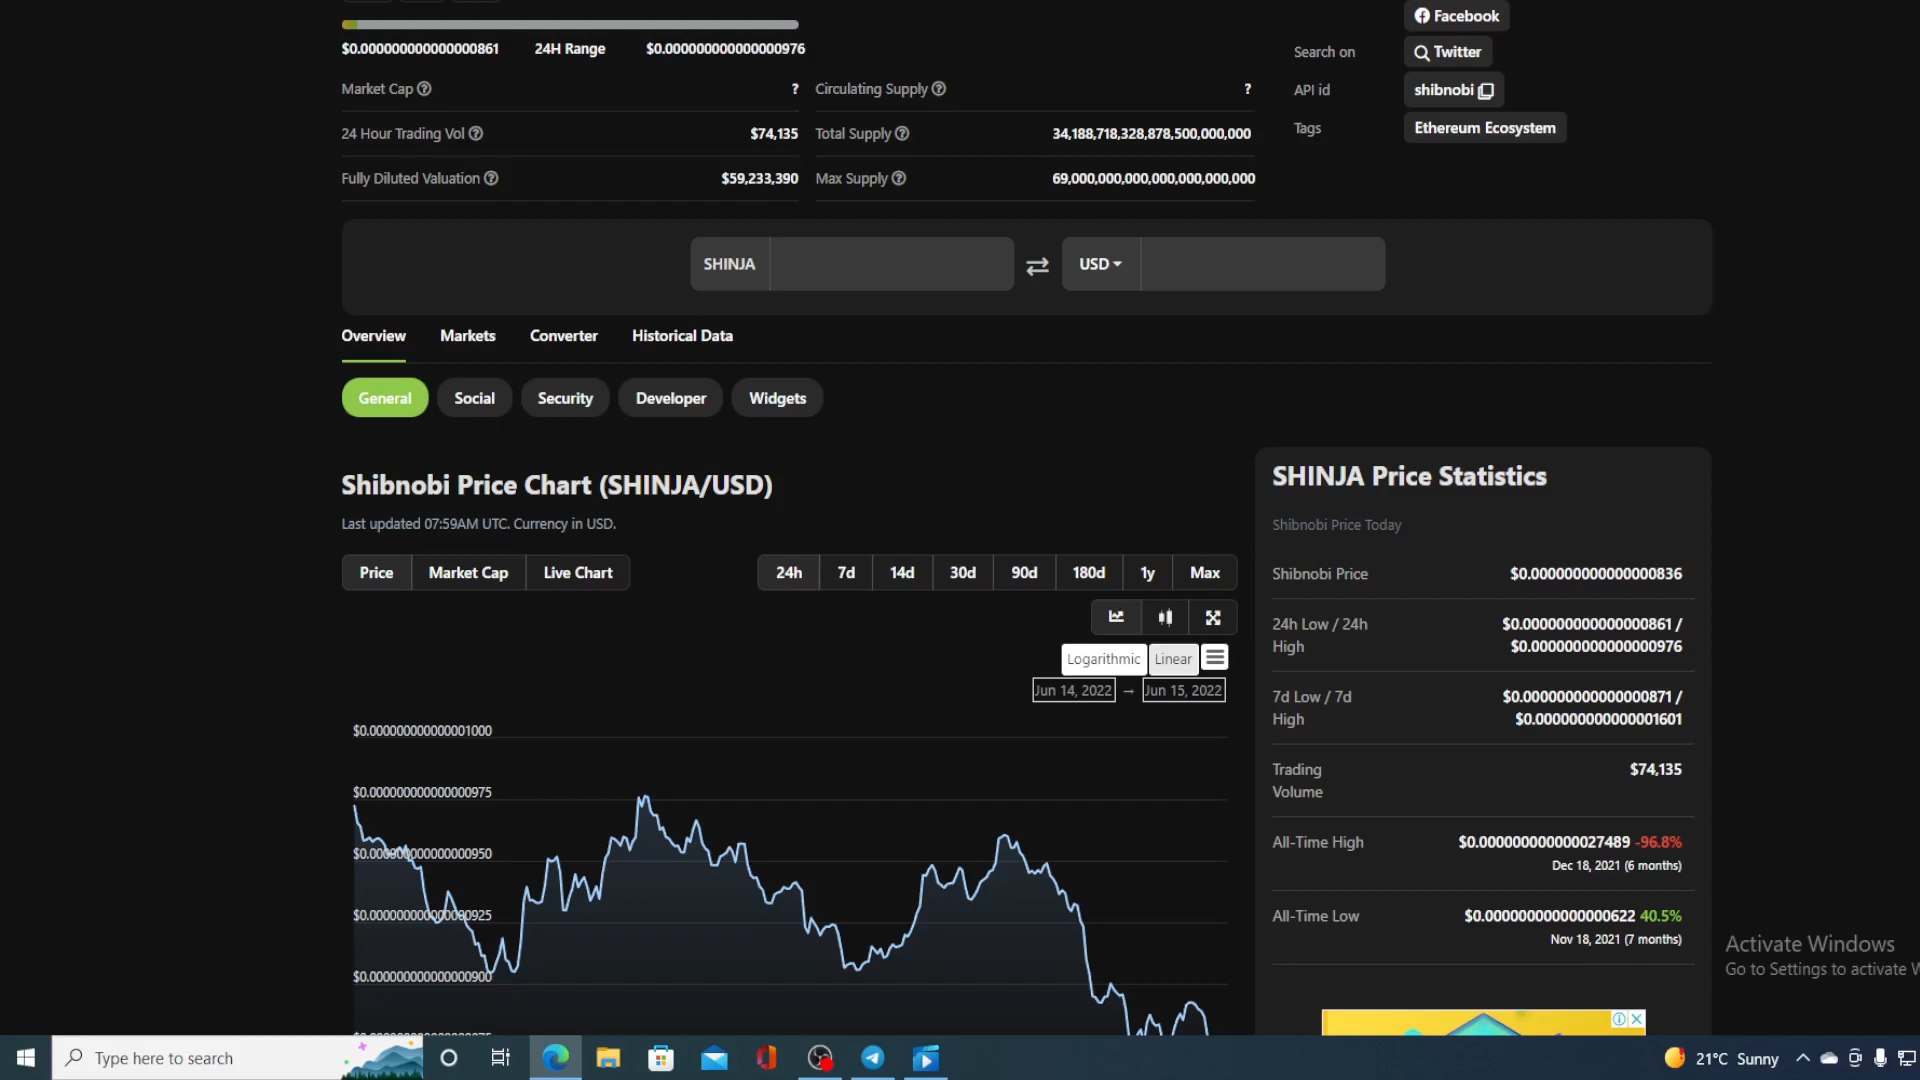 Facebook
$0.000000000000000861 24H Range $0.000000000000000976
Search on Twitter
Market Cap ? Circulating Supply ?
API id shibnobi
24 Hour Trading Vol $74,135 Total Supply 34,188,718,328,878,500,000,000
Tags Ethereum Ecosystem
Fully Diluted Valuation $59,233,390 Max Supply 69,000,000,000,000,000,000,000
SHINJA USD
Overview Markets Converter Historical Data
General Social Security Developer Widgets
Shibnobi Price Chart (SHINJA/USD)
Last updated 07:59AM UTC. Currency in USD.
Price Market Cap Live Chart 24h 7d 14d 30d 90d 180d 1y Max
Logarithmic Linear
Jun 14, 2022 → Jun 15, 2022
$0.000000000000001000
$0.000000000000000975
$0.000000000000000950
$0.000000000000000925
$0.000000000000000900
SHINJA Price Statistics
Shibnobi Price Today
Shibnobi Price $0.000000000000000836
24h Low / 24h High $0.000000000000000861 /
$0.000000000000000976
7d Low / 7d High $0.000000000000000871 /
$0.000000000000001601
Trading Volume $74,135
All-Time High $0.000000000000027489 -96.8%
Dec 18, 2021 (6 months)
All-Time Low $0.000000000000000622 40.5%
Nov 18, 2021 (7 months)
Activate Windows
Go to Settings to activate W
Type here to search
21°C Sunny